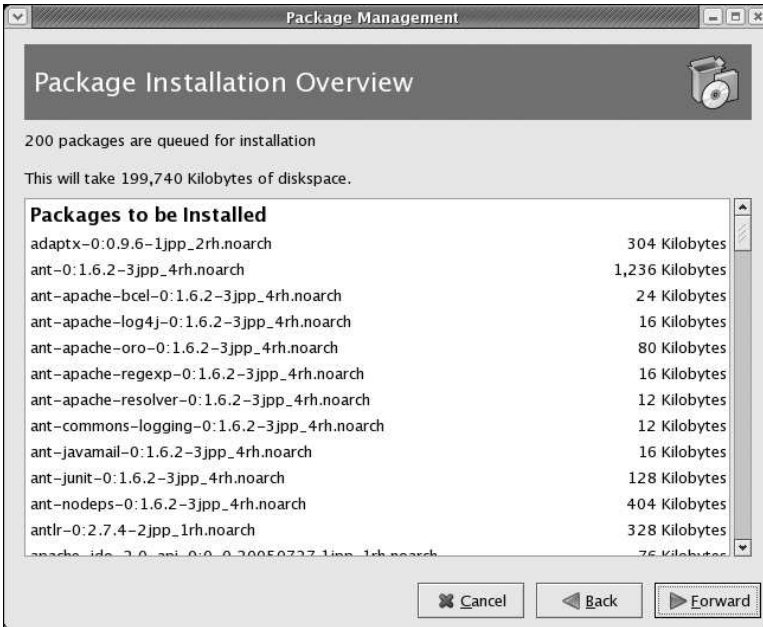 Package Management
Package Installation Overview
200 packages are queued for installation
This will take 199,740 Kilobytes of diskspace.
Packages to be Installed
adaptx-0:0.9.6-1jpp_2rh.noarch 304 Kilobytes
ant-0:1.6.2-3jpp_4rh.noarch 1,236 Kilobytes
ant-apache-bcel-0:1.6.2-3jpp_4rh.noarch 24 Kilobytes
ant-apache-log4j-0:1.6.2-3jpp_4rh.noarch 16 Kilobytes
ant-apache-oro-0:1.6.2-3jpp_4rh.noarch 80 Kilobytes
ant-apache-regexp-0:1.6.2-3jpp_4rh.noarch 16 Kilobytes
ant-apache-resolver-0:1.6.2-3jpp_4rh.noarch 12 Kilobytes
ant-commons-logging-0:1.6.2-3jpp_4rh.noarch 12 Kilobytes
ant-javamail-0:1.6.2-3jpp_4rh.noarch 16 Kilobytes
ant-junit-0:1.6.2-3jpp_4rh.noarch 128 Kilobytes
ant-nodeps-0:1.6.2-3jpp_4rh.noarch 404 Kilobytes
antlr-0:2.7.4-2jpp_1rh.noarch 328 Kilobytes
76 Kilobytes
Cancel Back Forward